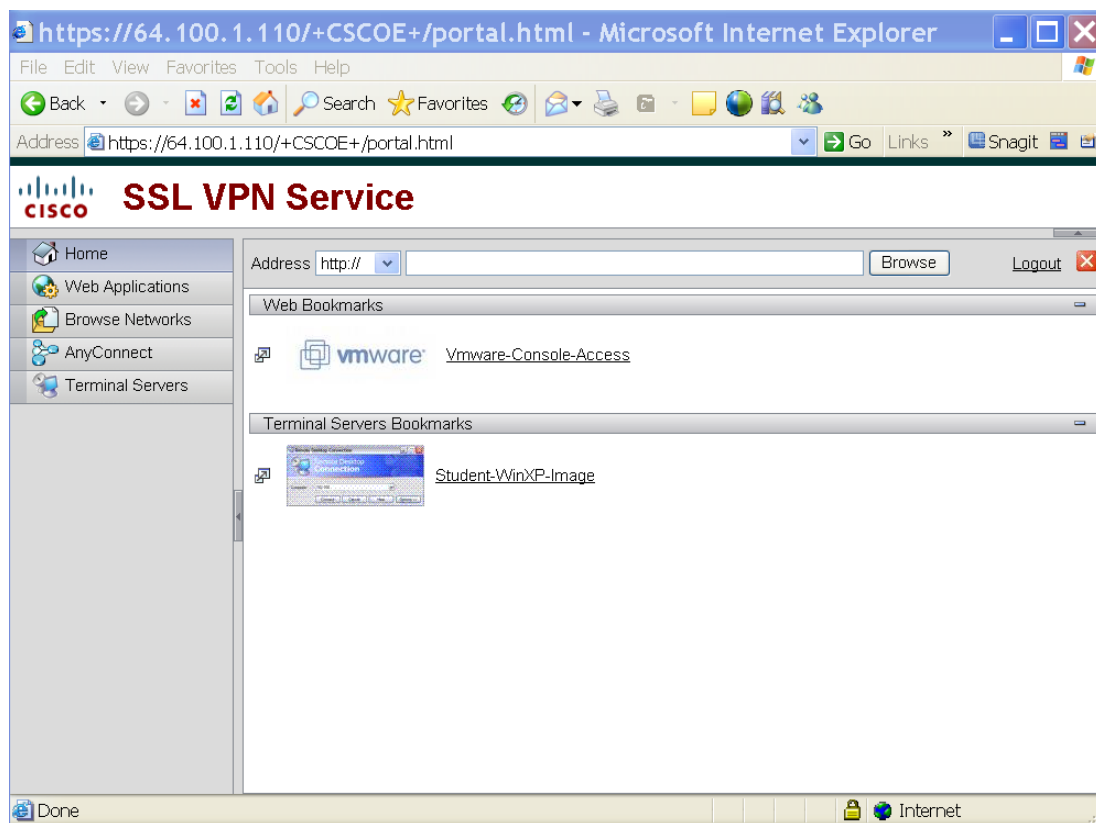 https://64.100.1.110/+CSCOE+/portal.html - Microsoft Internet Explorer
File Edit View Favorites Tools Help
Back Search Favorites
Address https://64.100.1.110/+CSCOE+/portal.html Go Links » Snagit
CISCO SSL VPN Service
Home
Address http:// Browse Logout
Web Applications
Web Bookmarks
Browse Networks
AnyConnect
vmware Vmware-Console-Access
Terminal Servers
Terminal Servers Bookmarks
Remote Desktop
Connection
Student-WinXP-Image
Done Internet